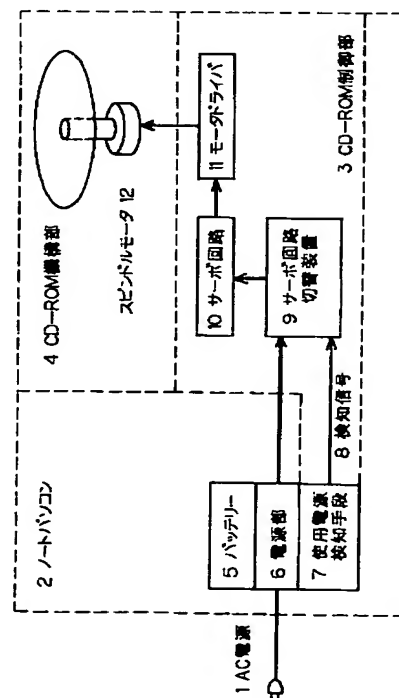 1 AC電源
2 ノートパソコン
5 バッテリー
6 電源部
7 使用電源
検知手段
8 検知信号
9 サーボ回路
切替装置
10 サーボ回路
11 モータドライバ
3 CD-ROM制御部
4 CD-ROM機構部
スピンドルモータ 12